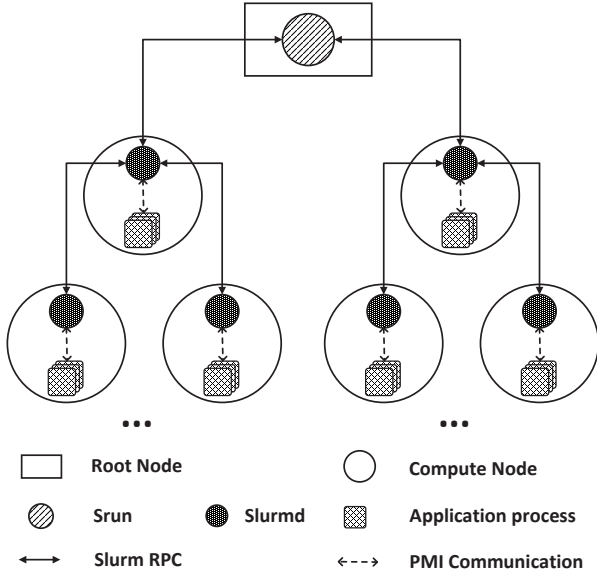 ... ...
Root Node Compute Node
Srun Slurmd Application process
Slurm RPC PMI Communication